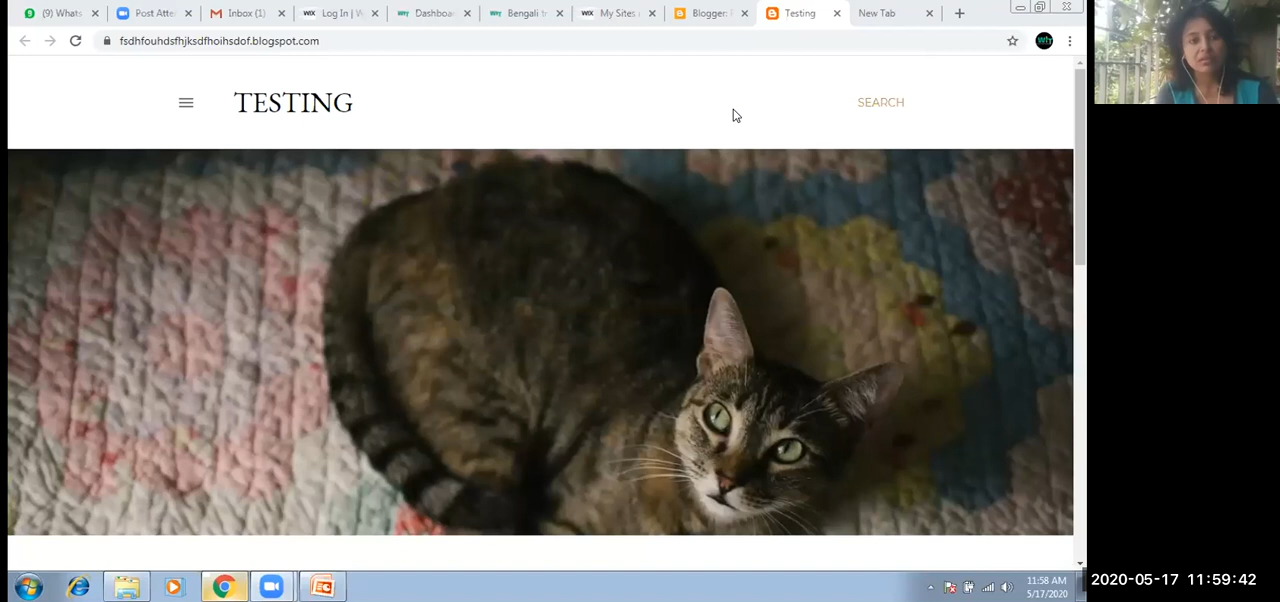 (9) Whats
Post Atte
Inbox (1)
Log In | W
Dashboa
Bengali tr
My Sites
Blogger:
Testing
New Tab
fsdhfouhdsfhjksdfhoihsdof.blogspot.com
TESTING
SEARCH
11:58 AM
5/17/2020
2020-05-17 11:59:42